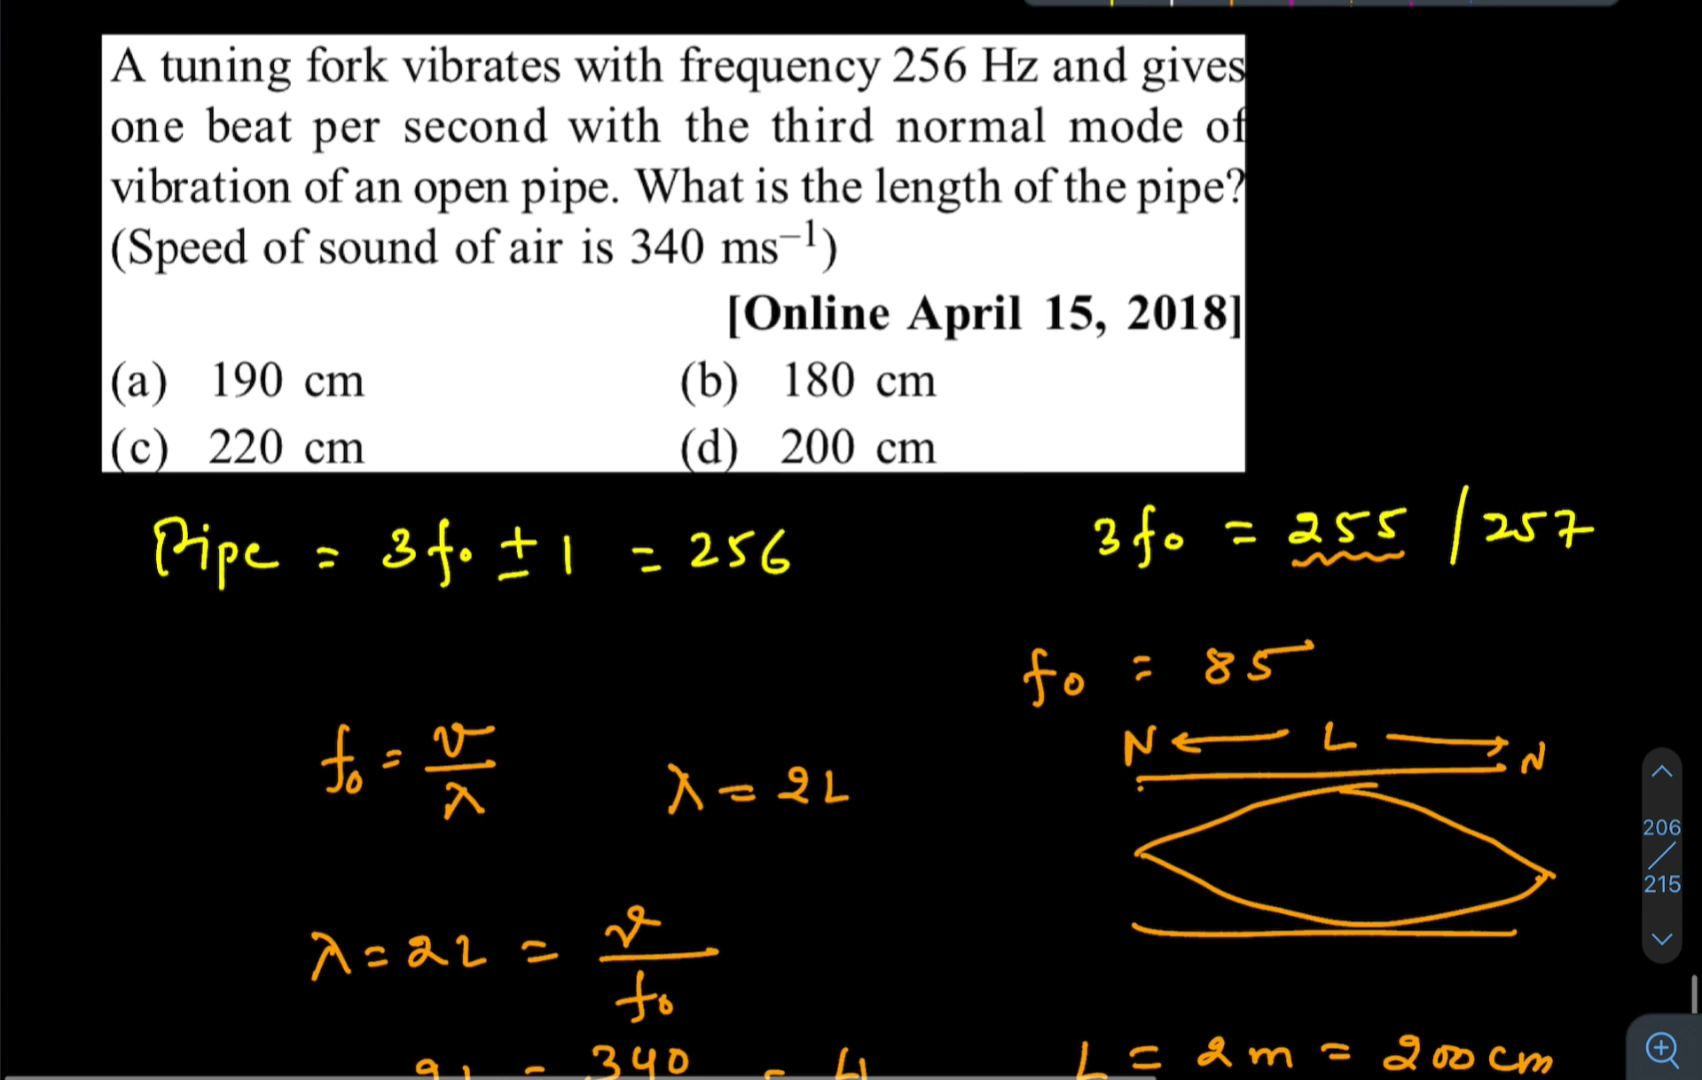 A tuning fork vibrates with frequency 256 Hz and gives
one beat per second with the third normal mode of
vibration of an open pipe. What is the length of the pipe?
(Speed of sound of air is 340 ms⁻¹)
[Online April 15, 2018]
(a) 190 cm (b) 180 cm
(c) 220 cm (d) 200 cm
Pipe = 3f₀ ± 1 = 256
3f₀ = 255 / 257
f₀ = 85
f₀ = v/λ λ = 2L
N ← L → N
λ = 2L = v/f₀
340 = 4
L = 2m = 200 cm
206
/
215